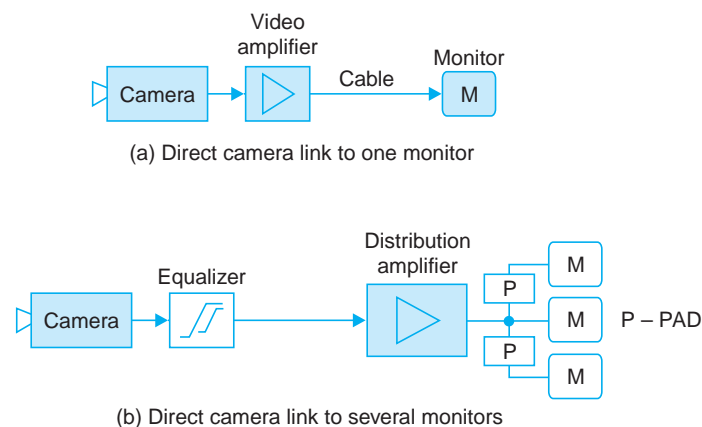 Video
amplifier
Monitor
Camera
Cable
M
(a) Direct camera link to one monitor
Distribution
amplifier
Equalizer
M
P
Camera
M
P – PAD
P
M
(b) Direct camera link to several monitors